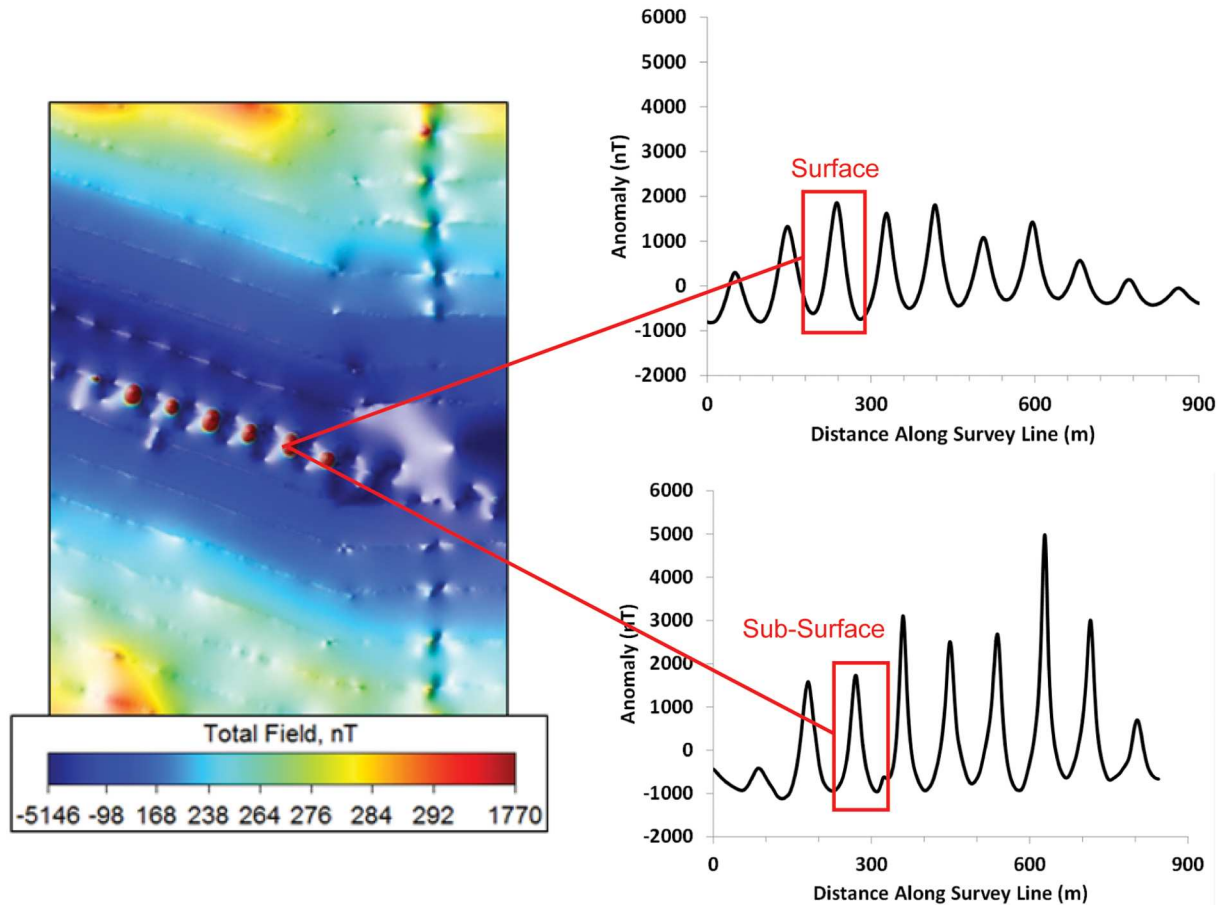 Total Field, nT
-5146 -98 168 238 264 276 284 292 1770
6000
5000
4000
3000
2000
1000
0
-1000
-2000
Anomaly (nT)
Surface
0 300 600 900
Distance Along Survey Line (m)
6000
5000
4000
3000
2000
1000
0
-1000
-2000
Anomaly (nT)
Sub-Surface
0 300 600 900
Distance Along Survey Line (m)